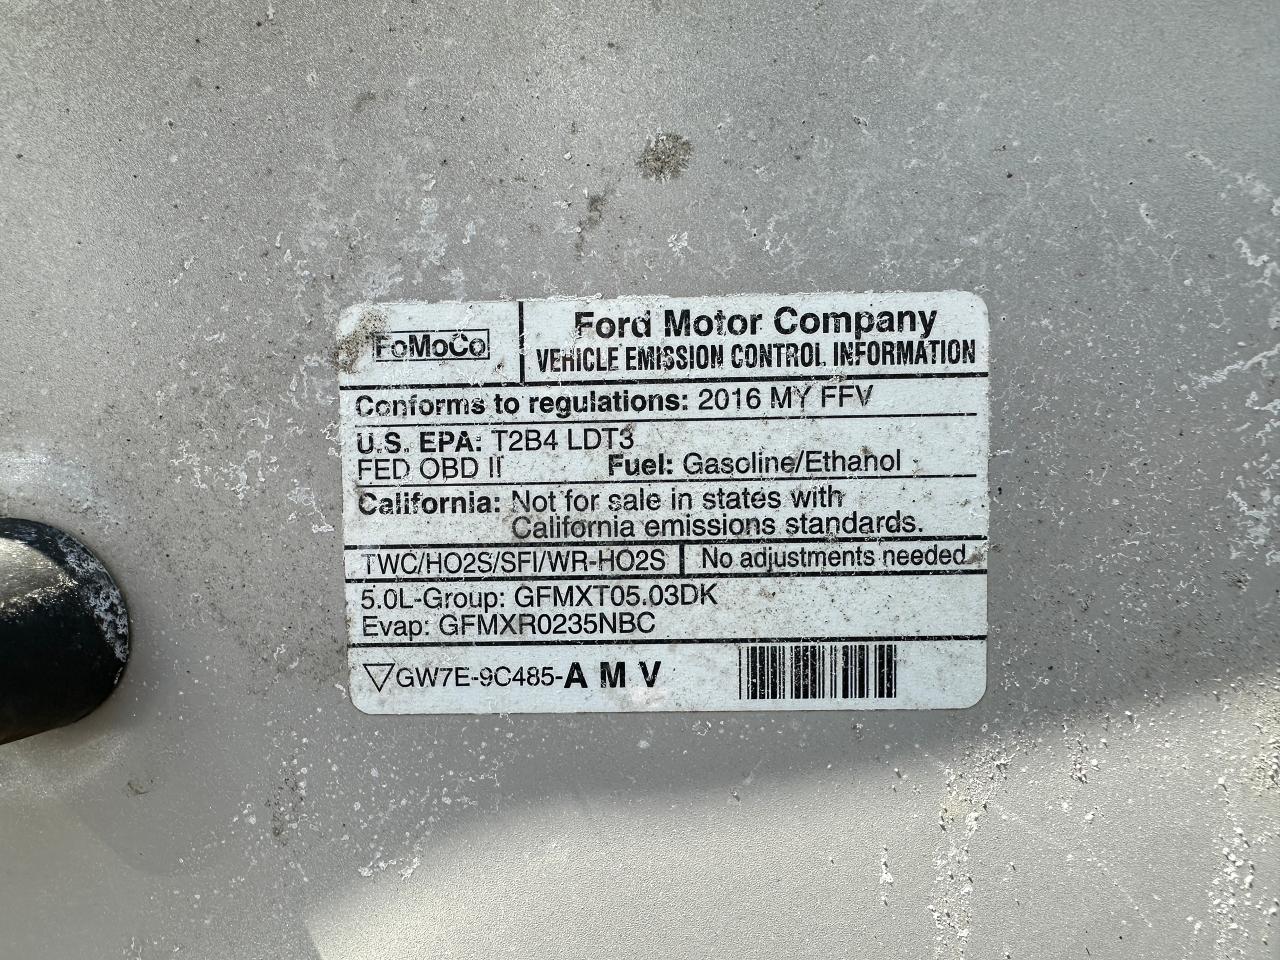 FoMoCo
Ford Motor Company
VEHICLE EMISSION CONTROL INFORMATION
Conforms to regulations: 2016 MY FFV
U.S. EPA: T2B4 LDT3
FED OBD II Fuel: Gasoline/Ethanol
California: Not for sale in states with
California emissions standards.
TWC/HO2S/SFI/WR-HO2S No adjustments needed.
5.0L-Group: GFMXT05.03DK
Evap: GFMXR0235NBC
GW7E-9C485-A M V